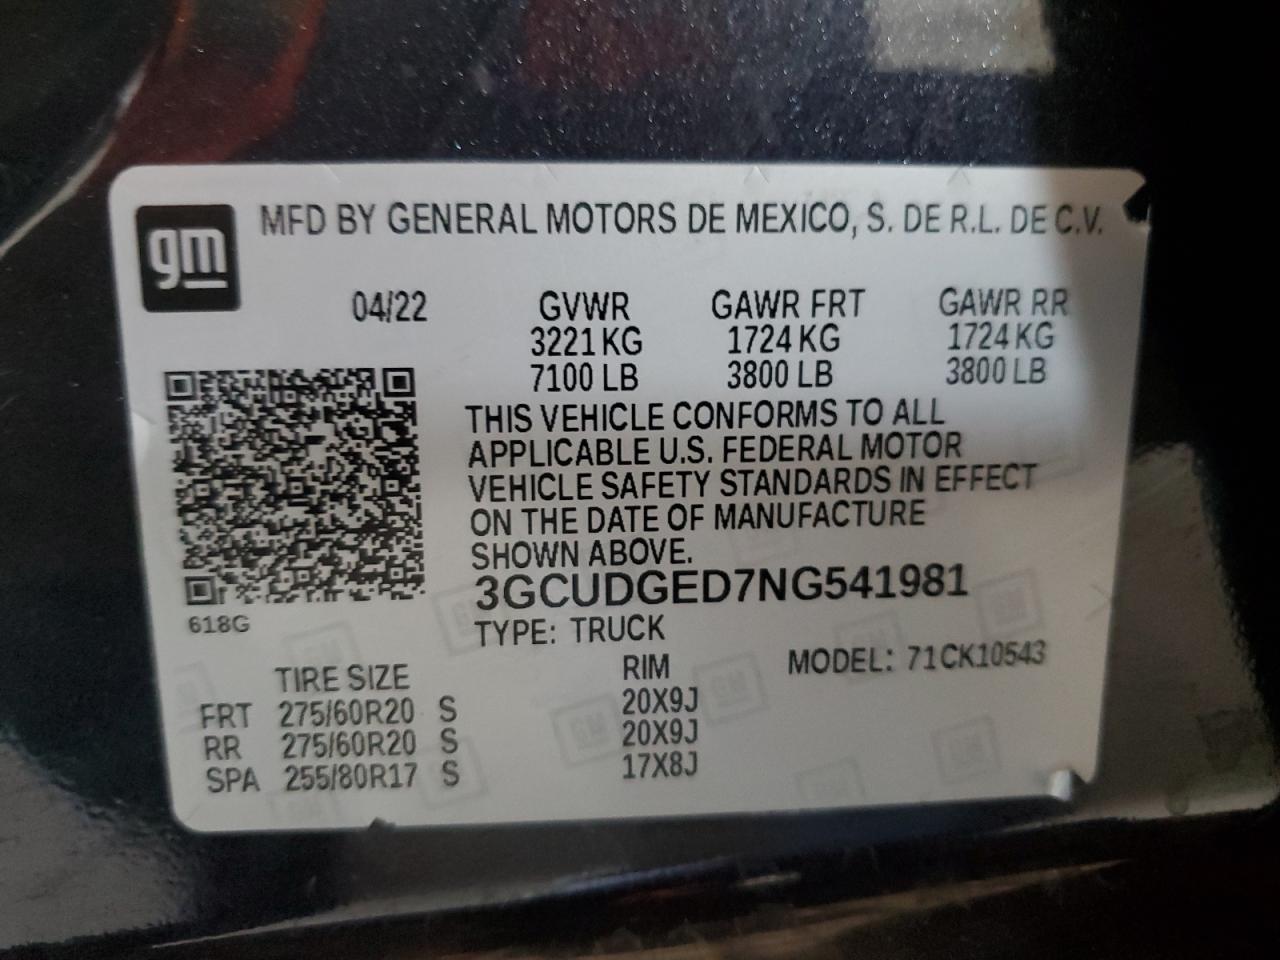 gm
MFD BY GENERAL MOTORS DE MEXICO, S. DE R.L. DE C.V.
04/22 GVWR GAWR FRT GAWR RR
3221 KG 1724 KG 1724 KG
7100 LB 3800 LB 3800 LB
THIS VEHICLE CONFORMS TO ALL
APPLICABLE U.S. FEDERAL MOTOR
VEHICLE SAFETY STANDARDS IN EFFECT
ON THE DATE OF MANUFACTURE
SHOWN ABOVE.
3GCUDGED7NG541981
618G
TYPE: TRUCK
TIRE SIZE RIM MODEL: 71CK10543
FRT 275/60R20 S 20X9J
RR 275/60R20 S 20X9J
SPA 255/80R17 S 17X8J